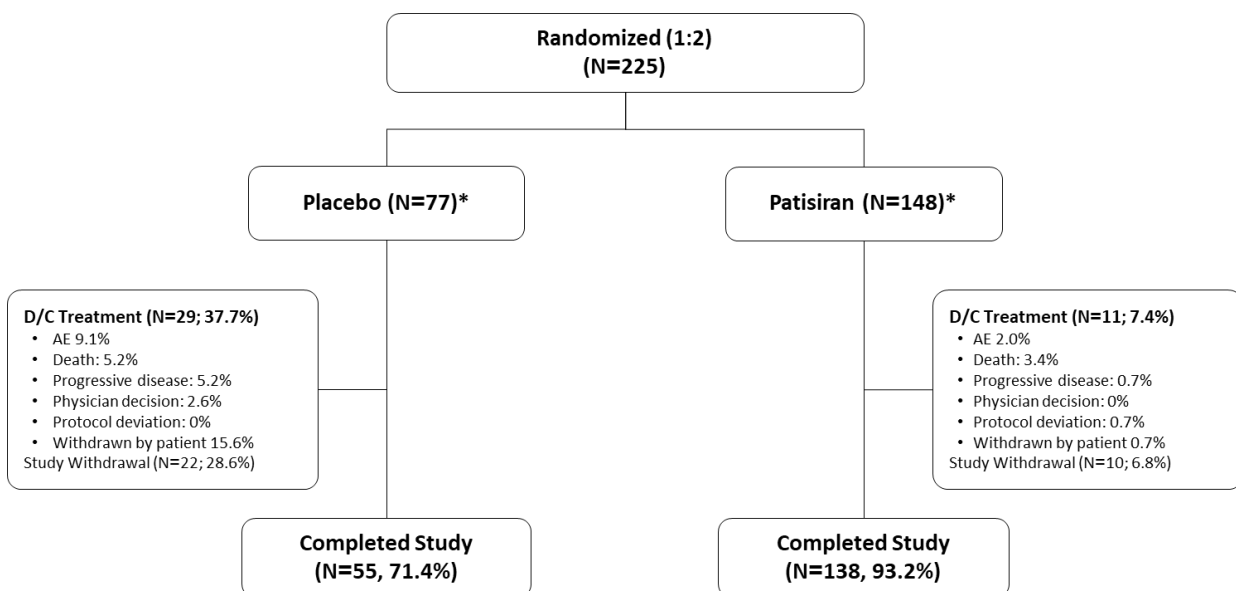 Randomized (1:2)
(N=225)
Placebo (N=77)*
Patisiran (N=148)*
D/C Treatment (N=29; 37.7%)
• AE 9.1%
• Death: 5.2%
• Progressive disease: 5.2%
• Physician decision: 2.6%
• Protocol deviation: 0%
• Withdrawn by patient 15.6%
Study Withdrawal (N=22; 28.6%)
D/C Treatment (N=11; 7.4%)
• AE 2.0%
• Death: 3.4%
• Progressive disease: 0.7%
• Physician decision: 0%
• Protocol deviation: 0.7%
• Withdrawn by patient 0.7%
Study Withdrawal (N=10; 6.8%)
Completed Study
(N=55, 71.4%)
Completed Study
(N=138, 93.2%)